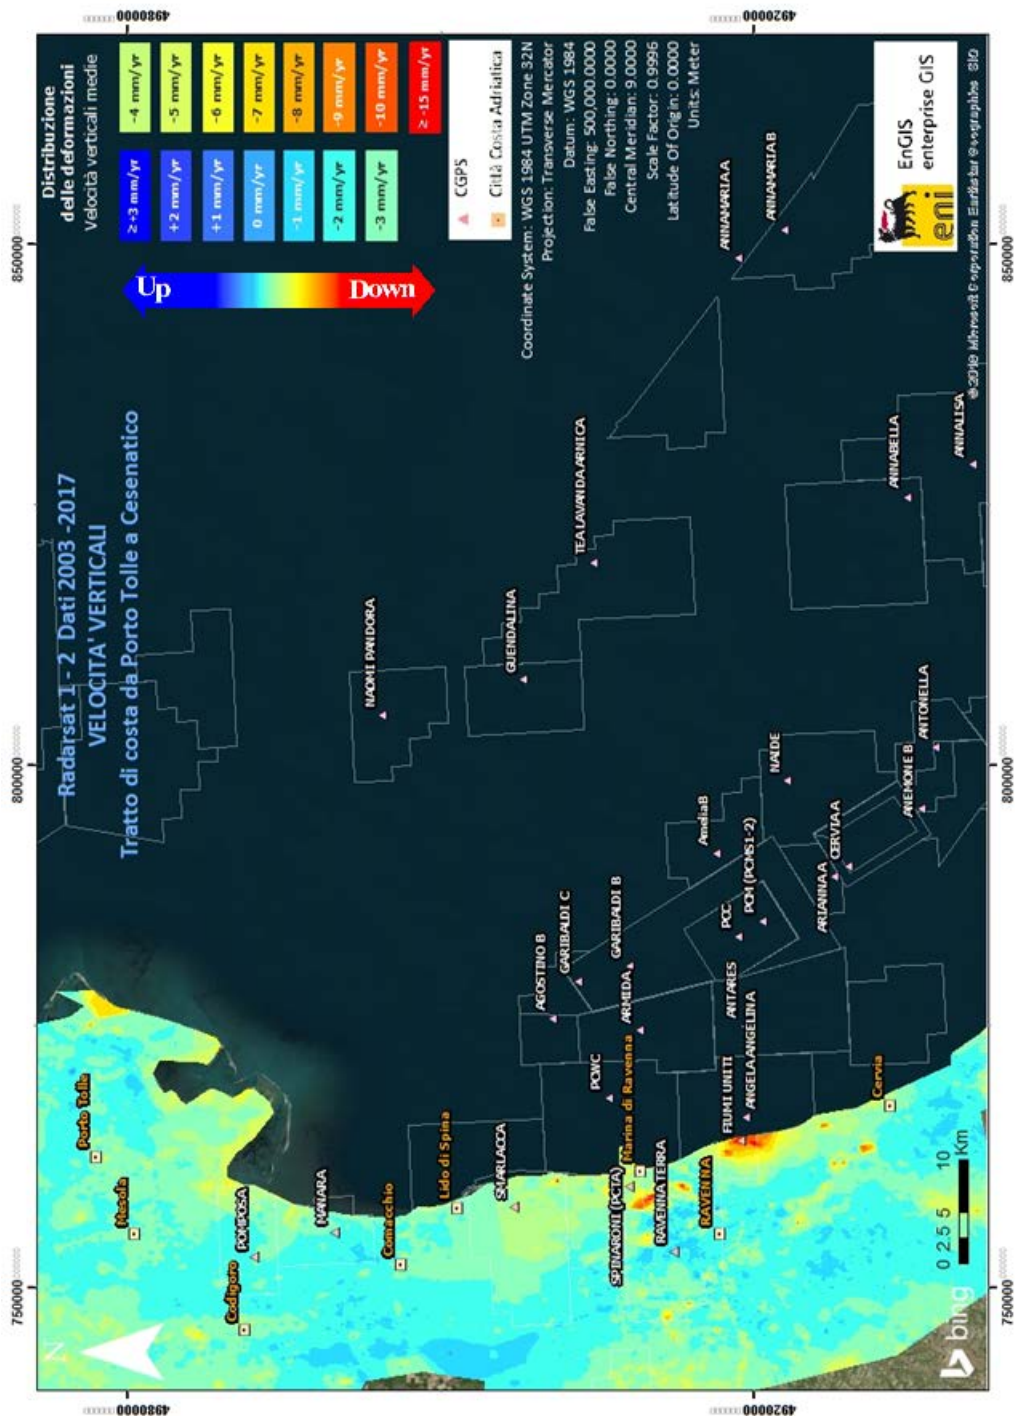 Radarsat 1 - 2 Dati 2003 -2017
VELOCITA' VERTICALI
Tratto di costa da Porto Tolle a Cesenatico
Distribuzione
delle deformazioni
Velocità verticali medie
≥ +3 mm/yr
+2 mm/yr
+1 mm/yr
0 mm/yr
-1 mm/yr
-2 mm/yr
-3 mm/yr
-4 mm/yr
-5 mm/yr
-6 mm/yr
-7 mm/yr
-8 mm/yr
-9 mm/yr
-10 mm/yr
≥ -15 mm/yr
Up
Down
CGPS
Città Costa Adriatica
Coordinate System: WGS 1984 UTM Zone 32N
Projection: Transverse Mercator
Datum: WGS 1984
False Easting: 500,000.0000
False Northing: 0.0000
Central Meridian: 9.0000
Scale Factor: 0.9996
Latitude Of Origin: 0.0000
Units: Meter
EnGIS
enterprise GIS
eni
750000
800000
850000
4980000
4920000
750000
800000
850000
4980000
4920000
N
Porto Tolle
Mesola
Codigoro
POMPOSA
MANARA
Comacchio
Lido di Spina
SMARLACCA
SPINARONI (PCTA)
Marina di Ravenna
RAVENNA TERRA
RAVENNA
FIUMI UNITI
ANGELA ANGELINA
ANTARES
Cervia
PCWC
ARMIDA
AGOSTINO B
GARIBALDI C
GARIBALDI B
PCC
PCM (PCMS1-2)
Amelia B
NAIDE
ARIANNA A
CERVIA A
ANEMONE B
ANTONELLA
NAOMI PANDORA
GUENDALINA
TEA LAVANDA ARNICA
ANNABELLA
ANNALISA
ANNAMARIA A
ANNAMARIA B
bing
0 2.5 5 10
Km